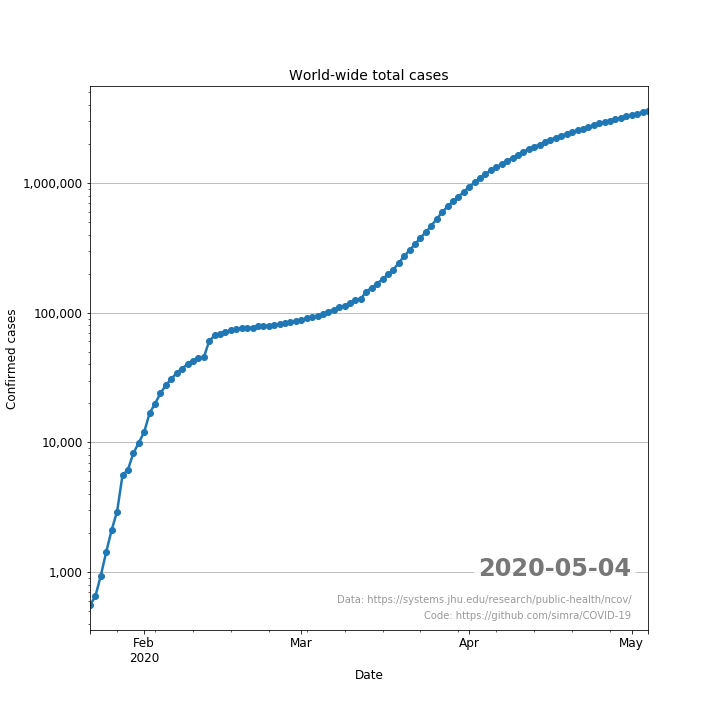 World-wide total cases
Confirmed cases
1,000,000
100,000
10,000
1,000
2020-05-04
Data: https://systems.jhu.edu/research/public-health/ncov/
Code: https://github.com/simra/COVID-19
Feb Mar Apr May
2020
Date